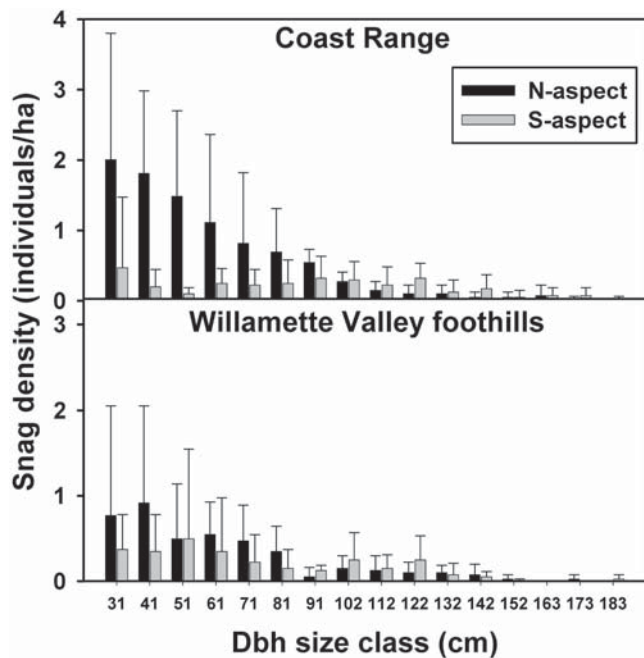 Coast Range
N-aspect
S-aspect
4
3
2
1
0
Snag density (individuals/ha)
Willamette Valley foothills
3
2
1
0
31 41 51 61 71 81 91 102 112 122 132 142 152 163 173 183
Dbh size class (cm)